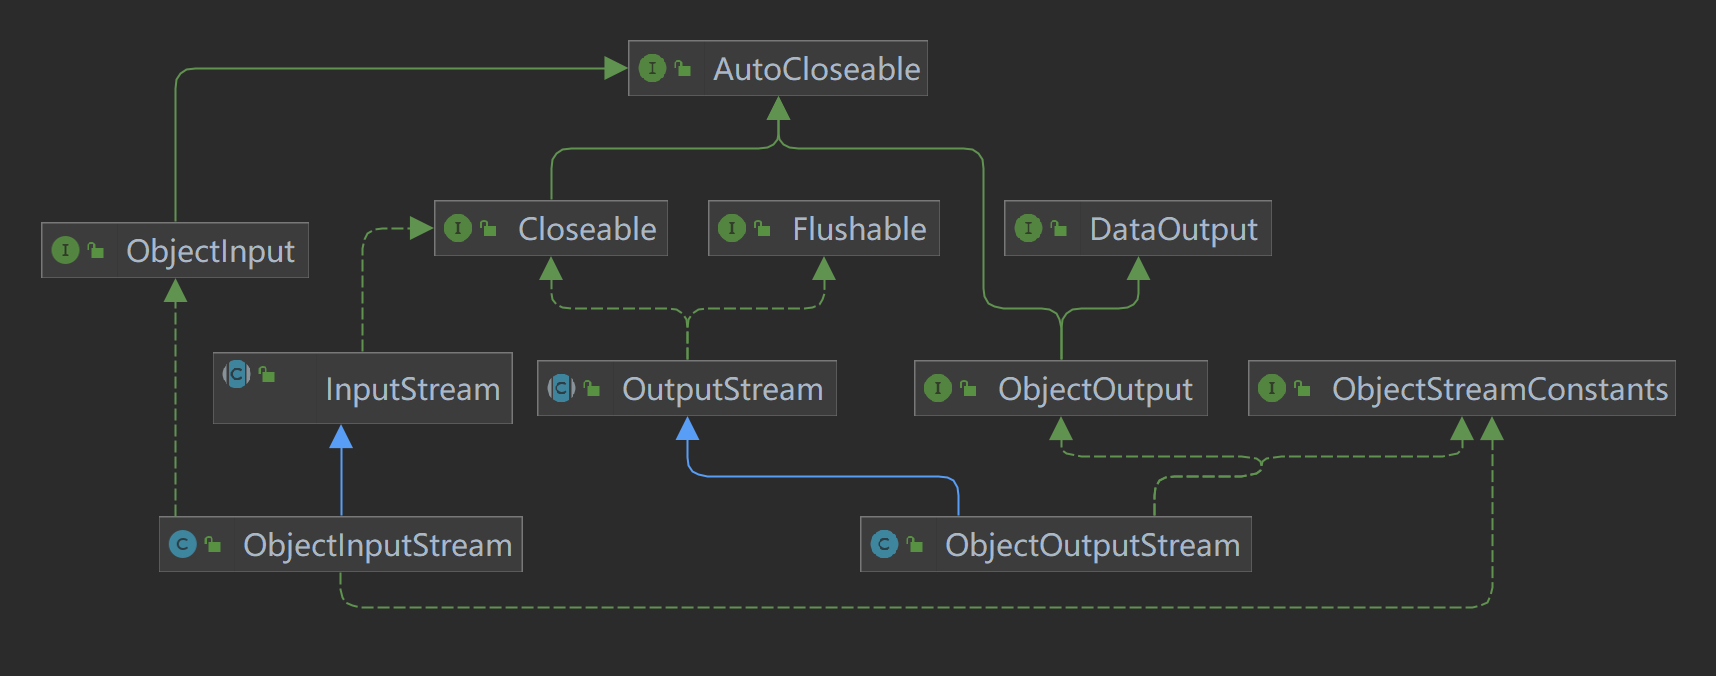 AutoCloseable
Closeable
Flushable
DataOutput
ObjectInput
InputStream
OutputStream
ObjectOutput
ObjectStreamConstants
ObjectInputStream
ObjectOutputStream